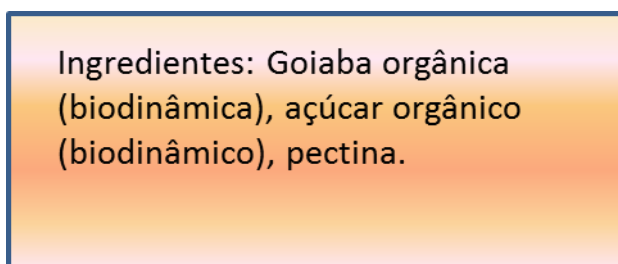 Ingredientes: Goiaba orgânica
(biodinâmica), açúcar orgânico
(biodinâmico), pectina.